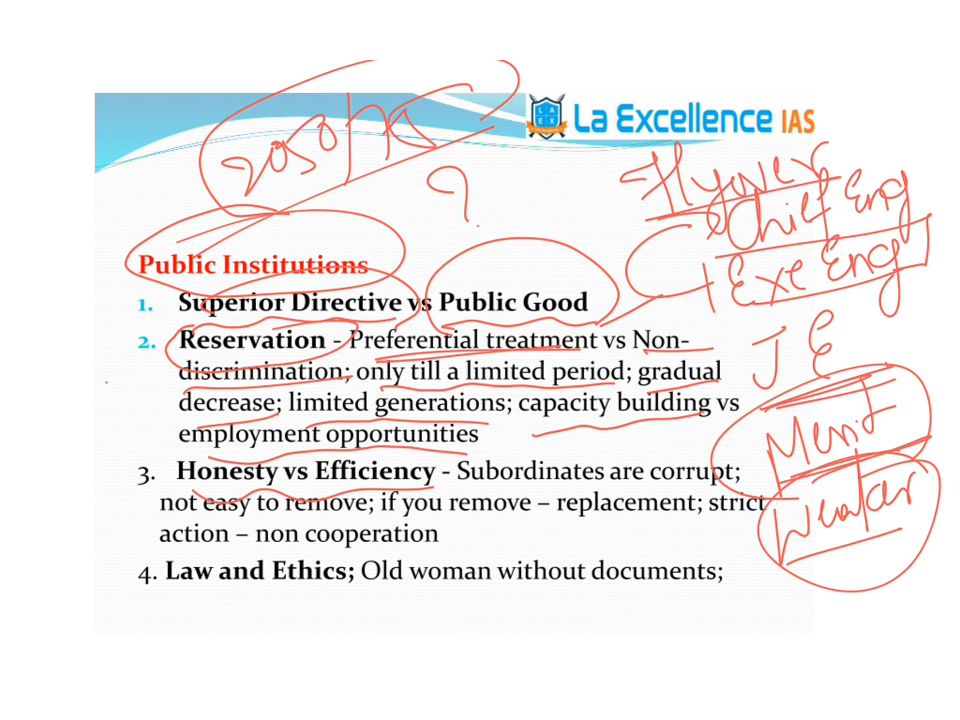 La Excellence IAS
?
Chief Eng
Exe Eng
Public Institutions
1. Superior Directive vs Public Good
2. Reservation - Preferential treatment vs Non-
discrimination; only till a limited period; gradual
decrease; limited generations; capacity building vs
employment opportunities
JE
Merit
Weaker
3. Honesty vs Efficiency - Subordinates are corrupt;
not easy to remove; if you remove – replacement; strict
action – non cooperation
4. Law and Ethics; Old woman without documents;